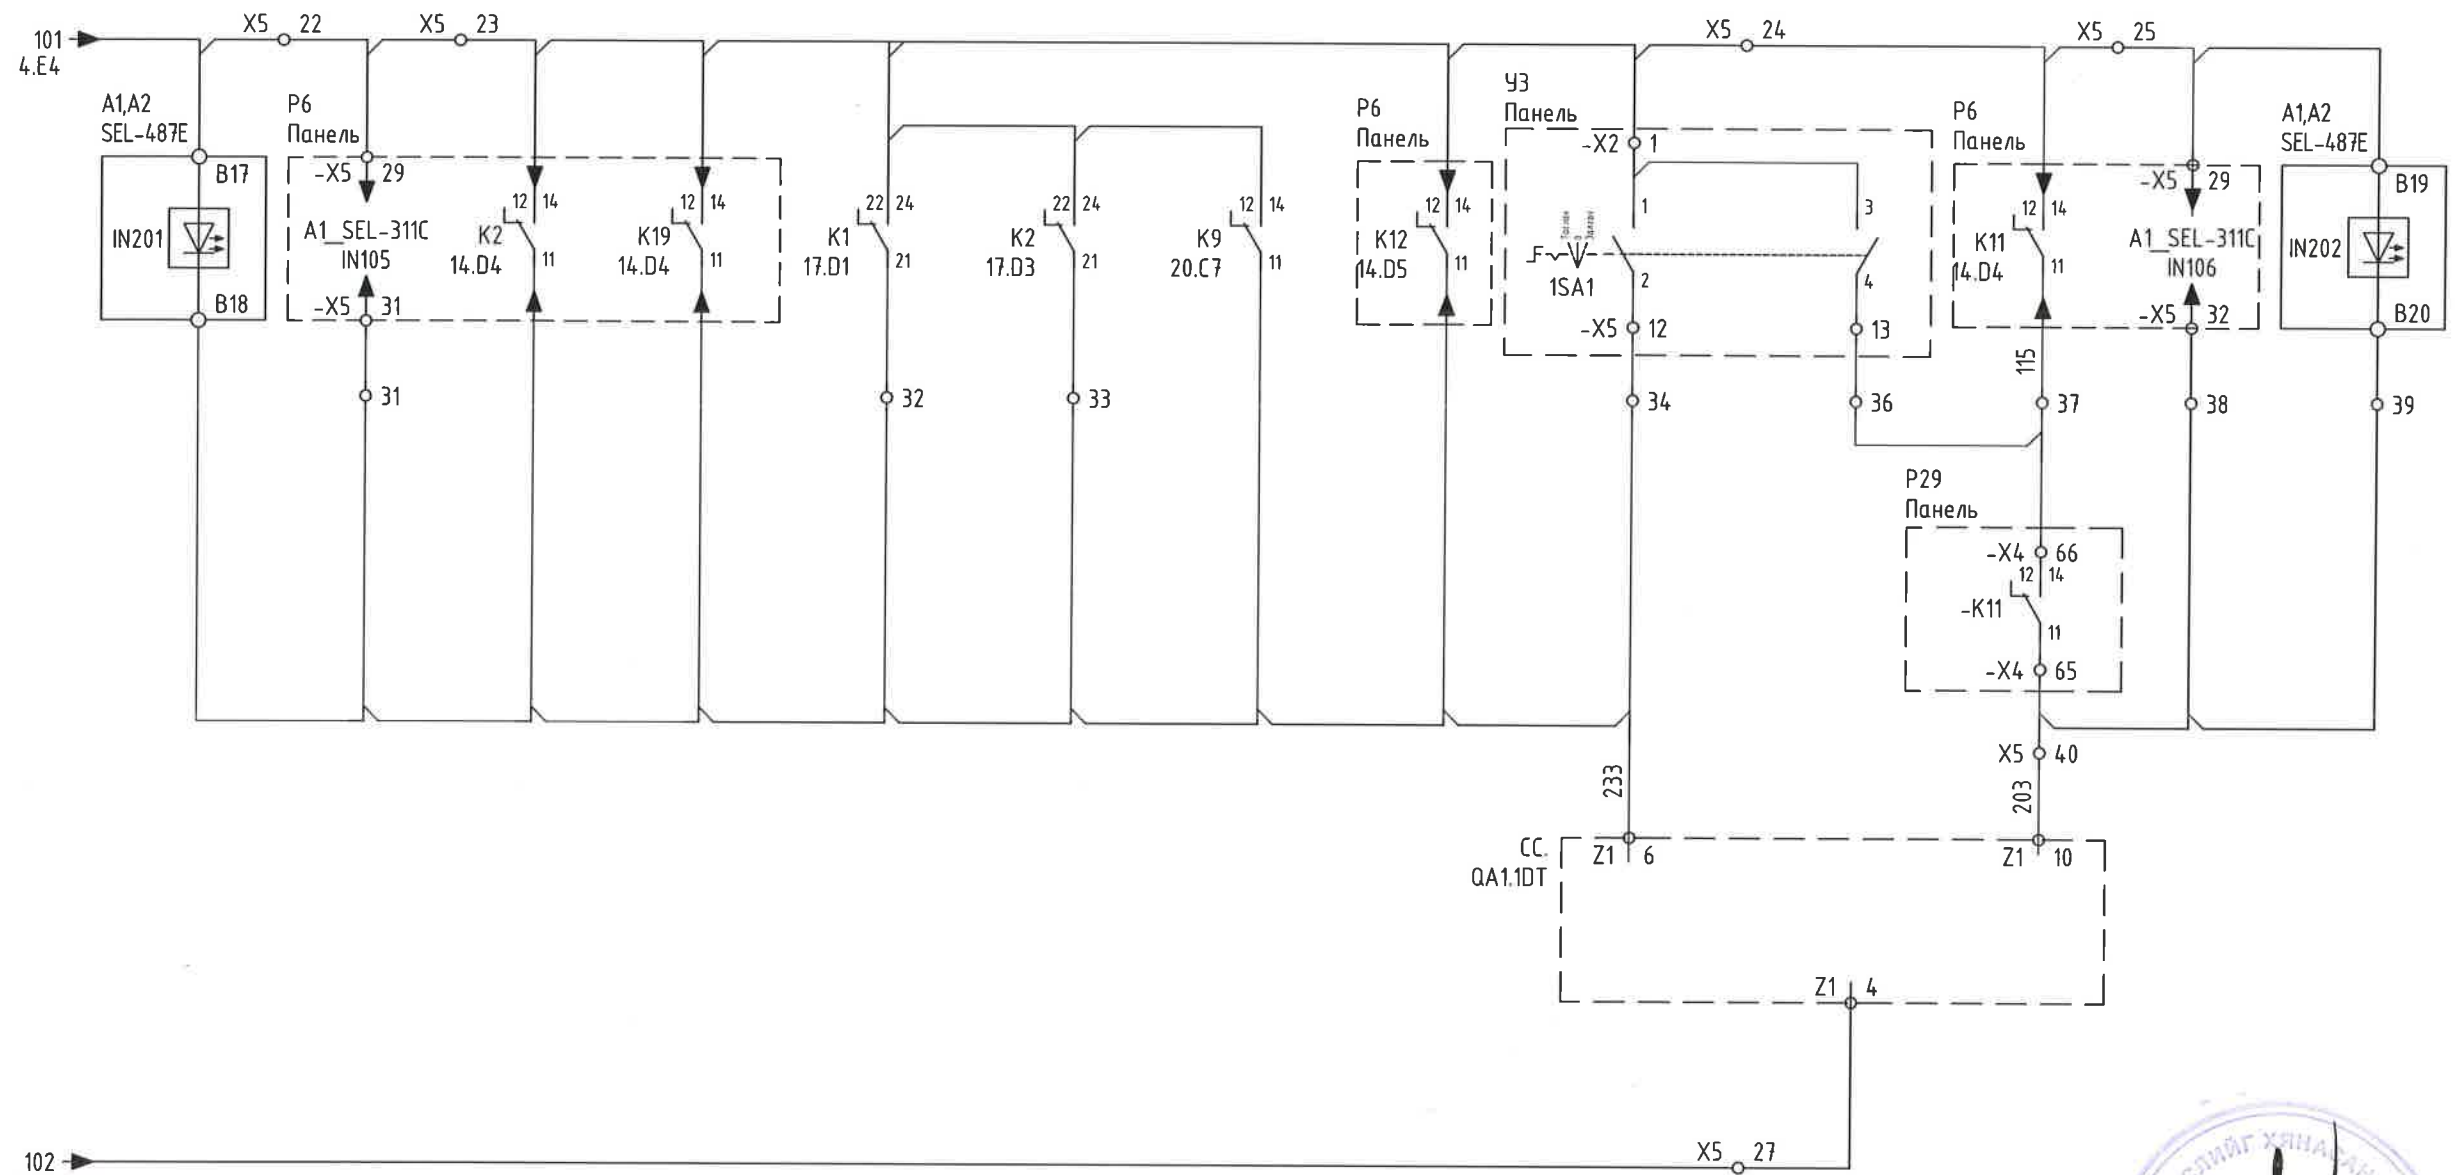 101
4.E4
X5 22
X5 23
X5 24
X5 25
A1,A2
SEL-487E
B17
IN201
B18
P6
Панель
-X5 29
A1_SEL-311C
IN105
-X5 31
31
12 14
K2
14.D4
11
12 14
K19
14.D4
11
22 24
K1
17.D1
21
32
22 24
K2
17.D3
21
33
12 14
K9
20.C7
11
P6
Панель
12 14
K12
14.D5
11
У3
Панель
-X2 1
1
3
Залган
1SA1
2
4
-X5 12
13
34
36
P6
Панель
12 14
K11
14.D4
11
115
37
-X5 29
A1_SEL-311C
IN106
-X5 32
38
A1,A2
SEL-487E
B19
IN202
B20
39
P29
Панель
-X4 66
12 14
-K11
11
-X4 65
X5 40
233
203
CC.
QA1.1DT
Z1 6
Z1 10
Z1 4
X5 27
102